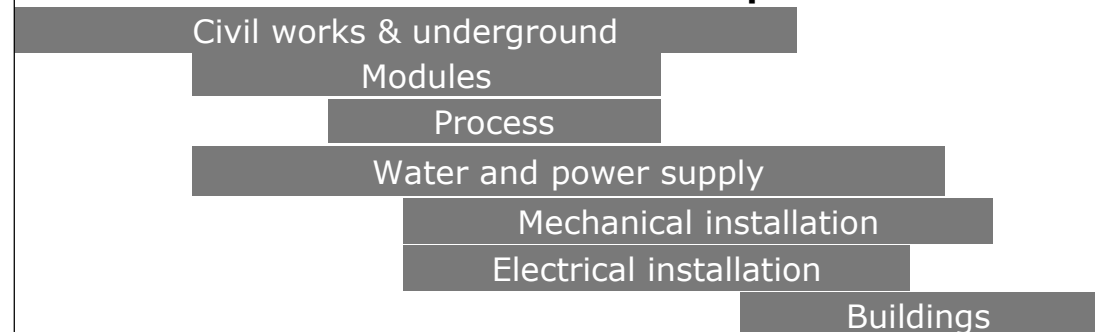 Civil works & underground
Modules
Process
Water and power supply
Mechanical installation
Electrical installation
Buildings